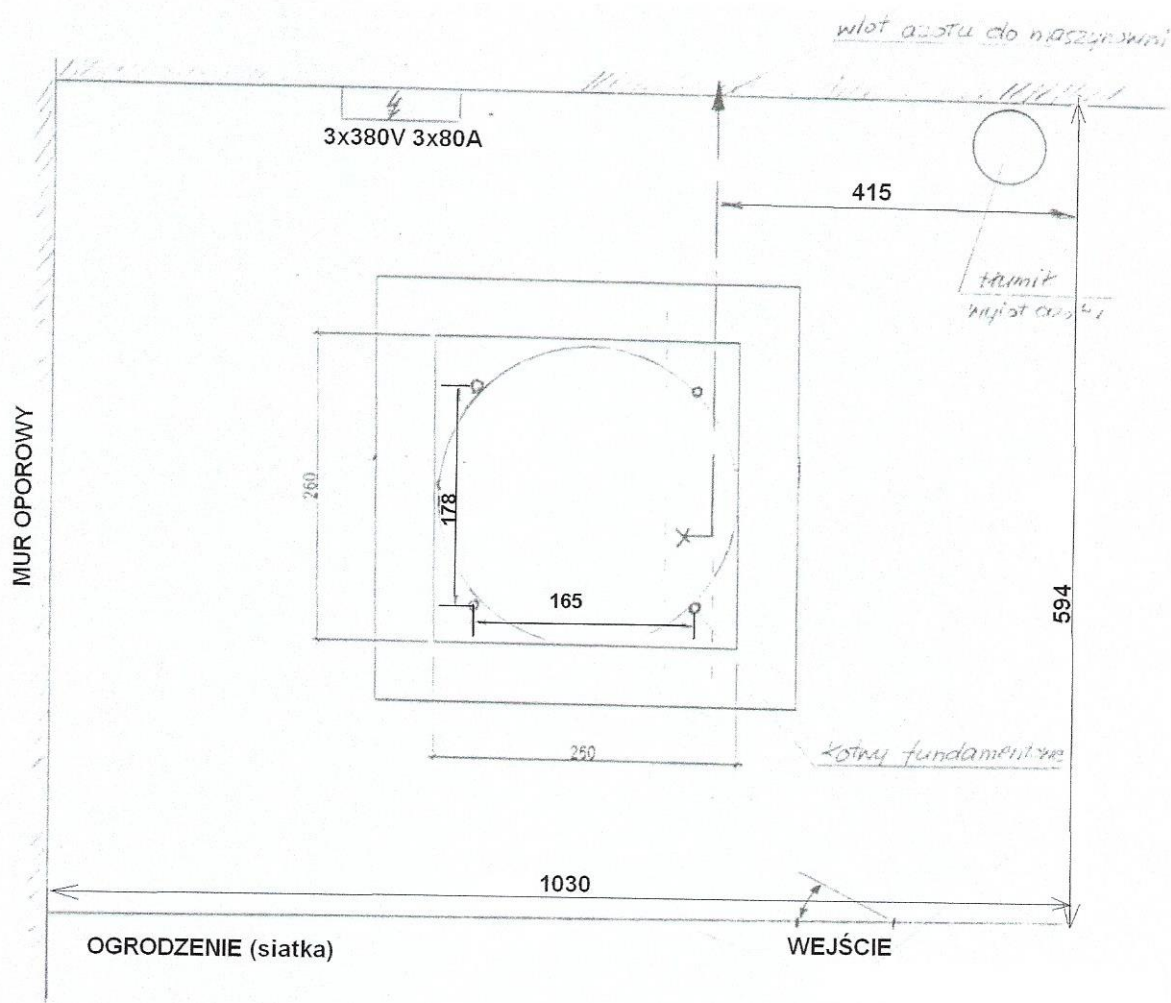 wlot azotu do maszynowni
3x380V 3x80A
415
tłumik
wylot azotu
MUR OPOROWY
260
178
165
594
260
kotwy fundamentowe
1030
OGRODZENIE (siatka)
WEJŚCIE